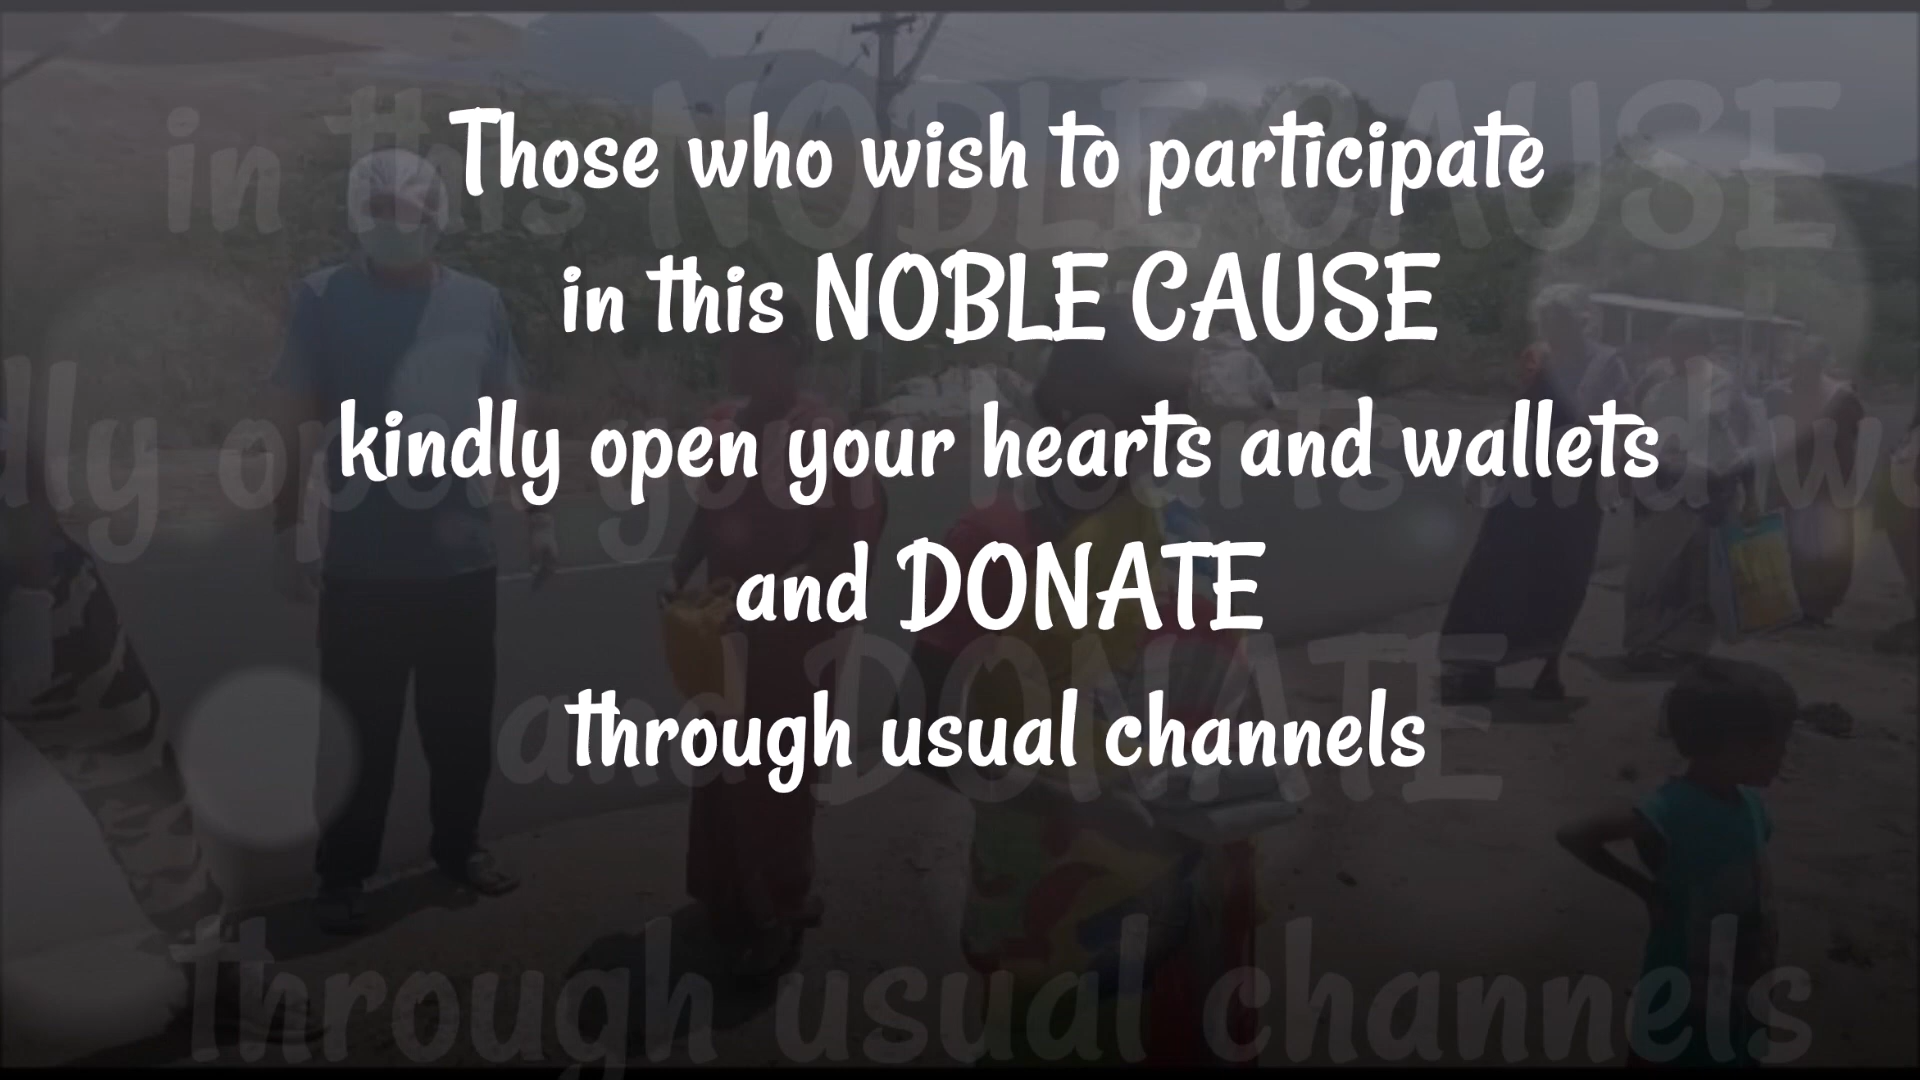 Those who wish to participate
in this NOBLE CAUSE
kindly open your hearts and wallets
and DONATE
through usual channels